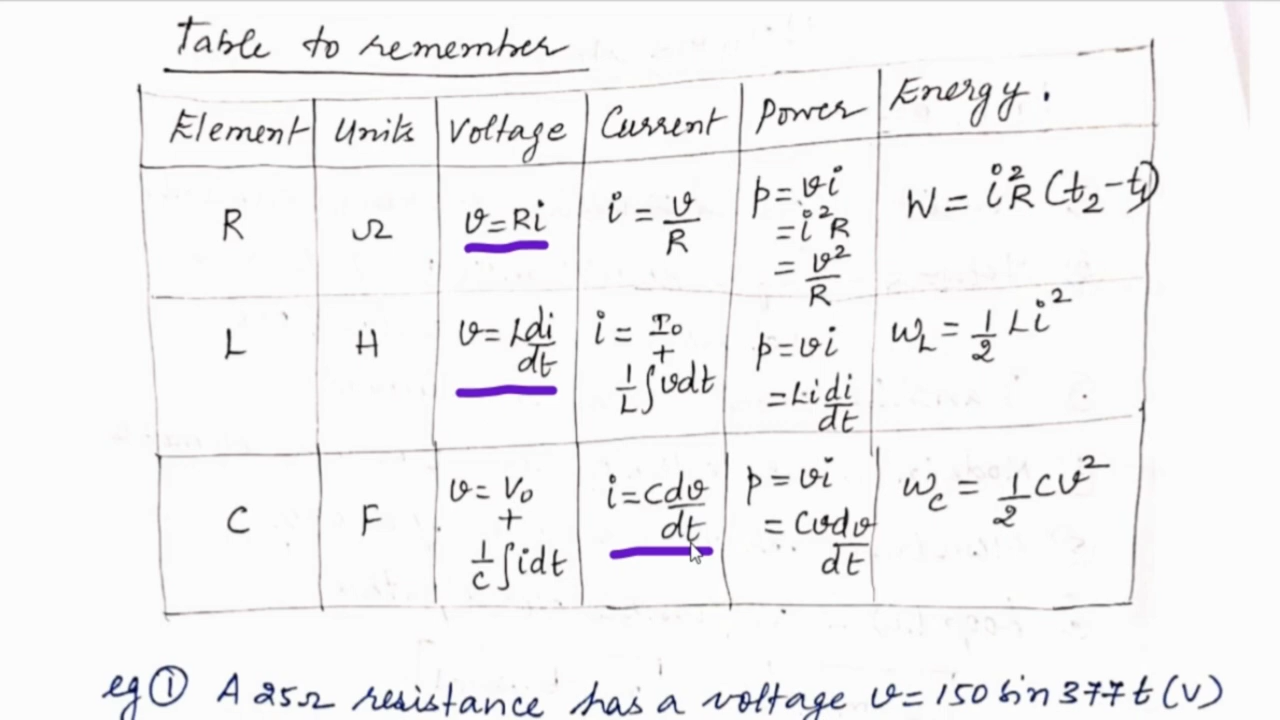 Table to remember
Element Units Voltage Current Power Energy.
R Ω v=Ri i = v/R p=vi =i²R = v²/R W = i²R(t₂-t₁)
L H v=L di/dt i = I₀ + 1/L ∫vdt p=vi =Li di/dt w_L = 1/2 Li²
C F v= V₀ + 1/C ∫idt i=C dv/dt p=vi = Cv dv/dt w_c = 1/2 CV²
eg ① A 25Ω resistance has a voltage v=150 sin 377t (V)